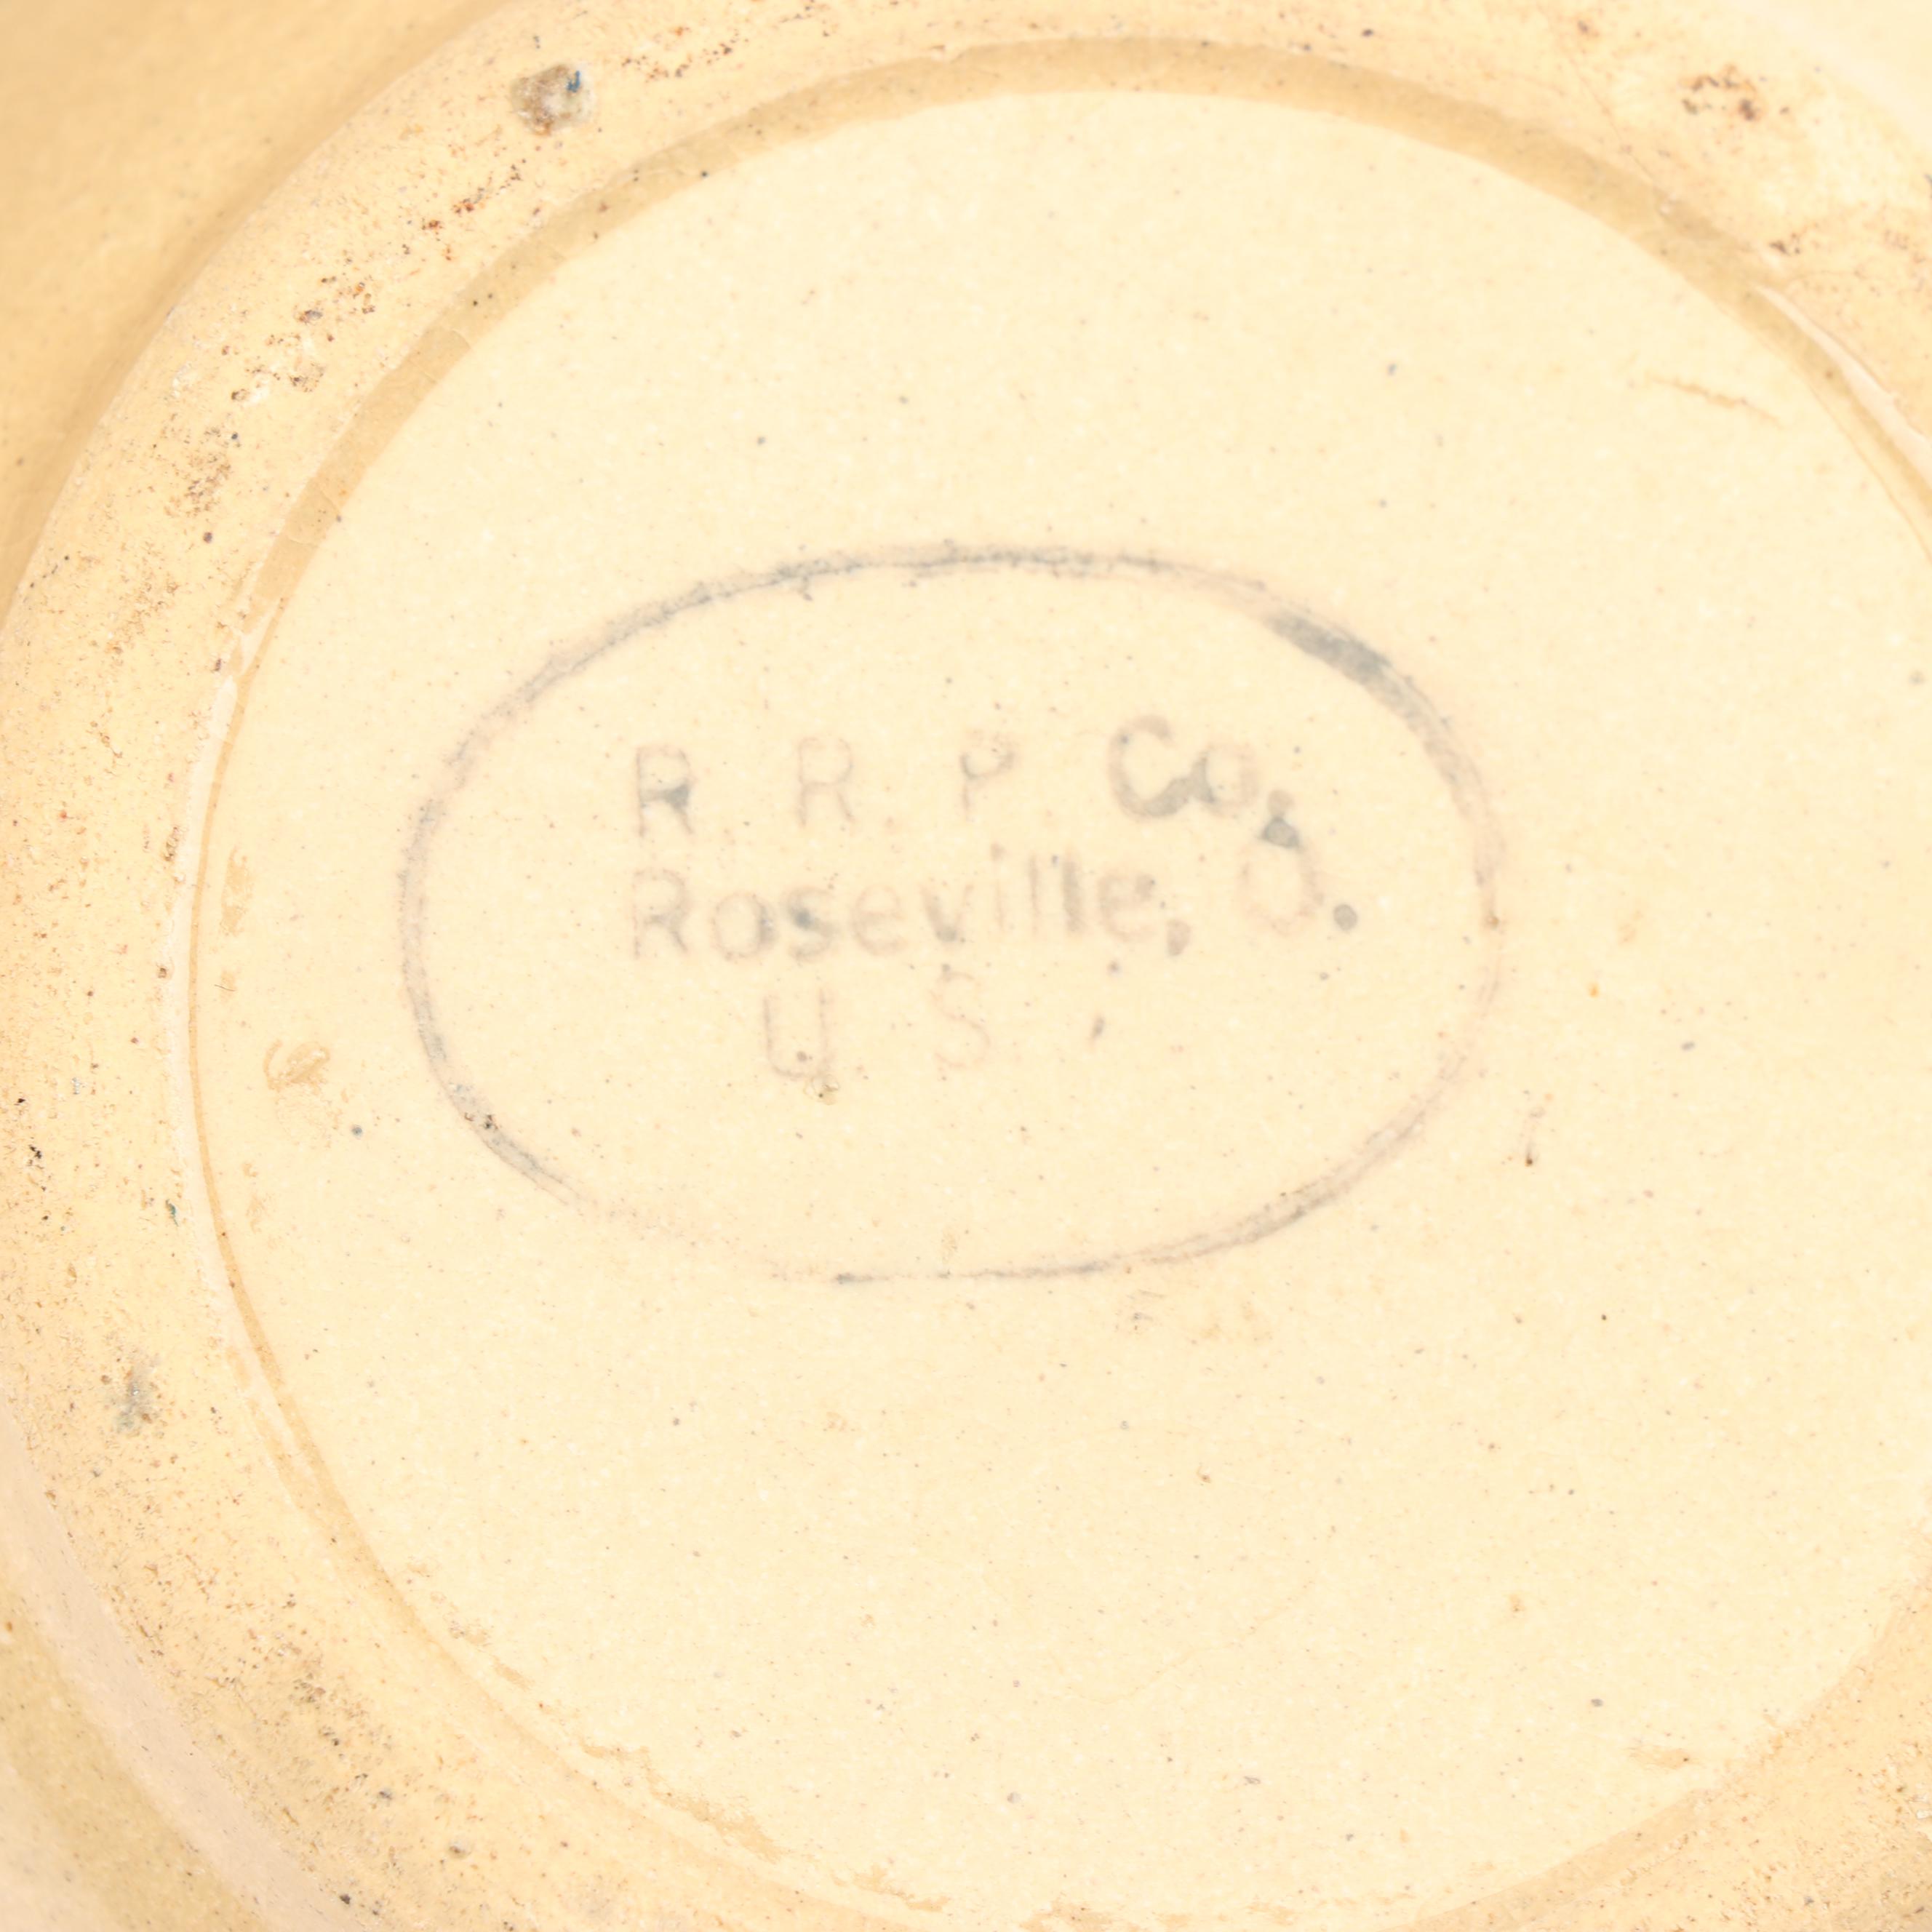 R. R. P. Co,
Roseville, O.
U. S.